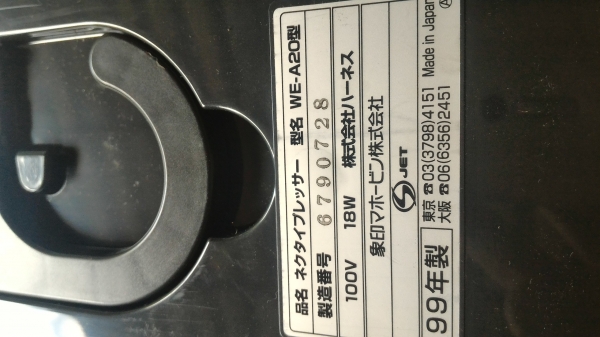 品名 ネクタイプレッサー 型名 WE-A20型
製造番号 6790728
100V 18W 株式会社ハーネス
象印マホービン株式会社
JET
東京 ☎03(3798)4151 Made in Japan
大阪 ☎06(6356)2451 Ⓐ
99年製